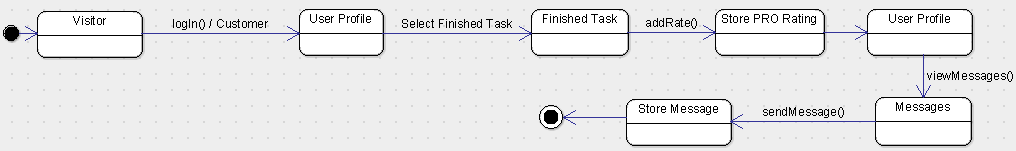 Visitor
logIn() / Customer
User Profile
Select Finished Task
Finished Task
addRate()
Store PRO Rating
User Profile
viewMessages()
Messages
sendMessage()
Store Message